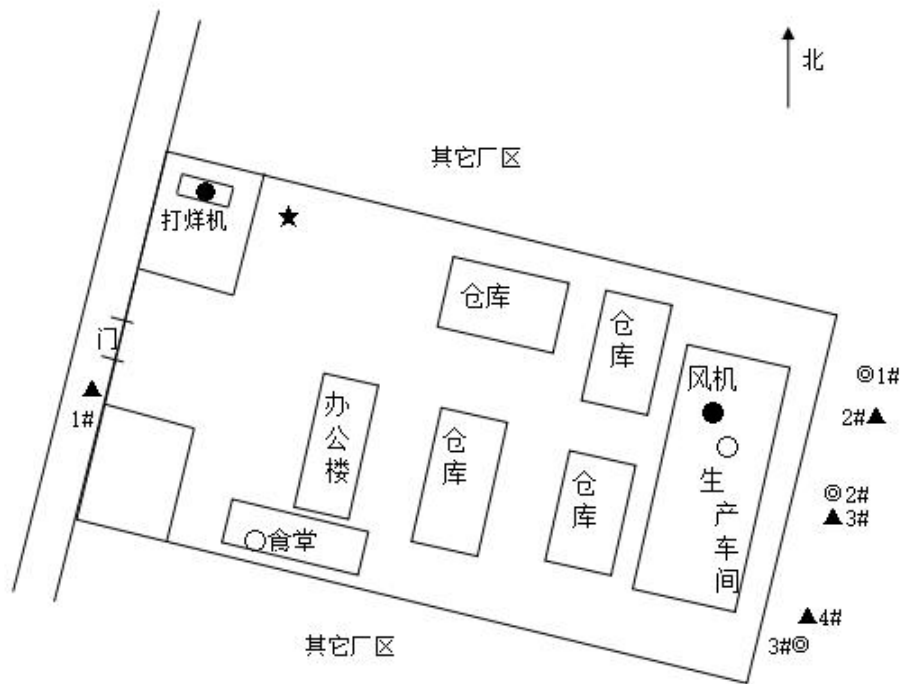 北
其它厂区
打烊机
仓库
仓
库
门
1#
风机
◎1#
2#▲
办
公
楼
仓
库
仓
库
生
产
车
间
◎2#
▲3#
食堂
▲4#
3#◎
其它厂区